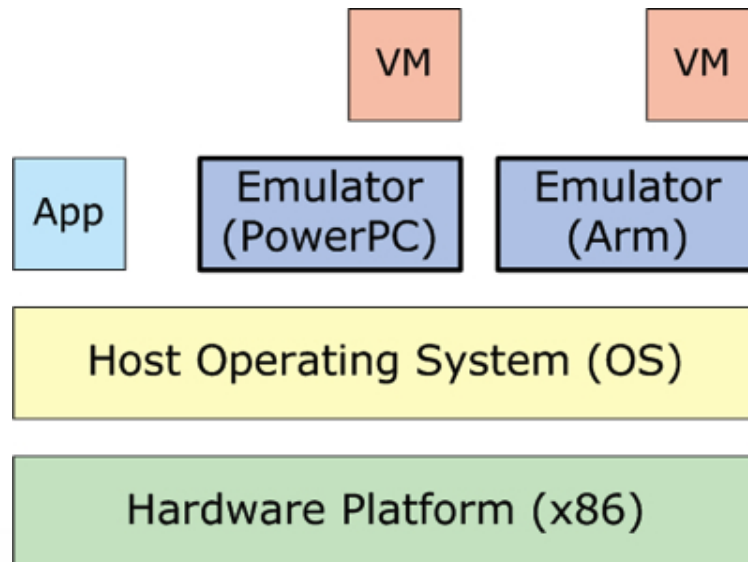 VM
VM
App
Emulator
(PowerPC)
Emulator
(Arm)
Host Operating System (OS)
Hardware Platform (x86)